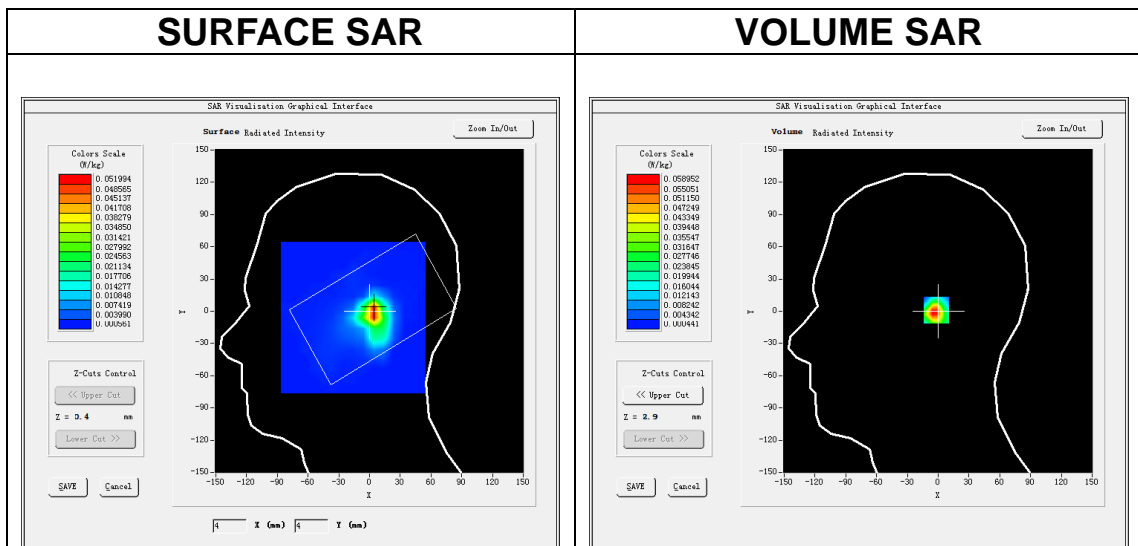 SURFACE SAR
VOLUME SAR
SAR Visualisation Graphical Interface
Surface Radiated Intensity
Zoom In/Out
Colors Scale
(W/kg)
0.051994
0.048565
0.045137
0.041708
0.038279
0.034850
0.031421
0.027992
0.024563
0.021134
0.017706
0.014277
0.010848
0.007419
0.003990
0.000561
150
120
90
60
30
0
-30
-60
-90
-120
-150
Y
-150 -120 -90 -60 -30 0 30 60 90 120 150
X
Z-Cuts Control
<< Upper Cut
Z = 0.4 mm
Lower Cut >>
SAVE Cancel
4 X (mm) 4 Y (mm)
SAR Visualisation Graphical Interface
Volume Radiated Intensity
Zoom In/Out
Colors Scale
(W/kg)
0.058952
0.055051
0.051150
0.047249
0.043349
0.039448
0.035547
0.031647
0.027746
0.023845
0.019944
0.016044
0.012143
0.008242
0.004342
0.000441
150
120
90
60
30
0
-30
-60
-90
-120
-150
Y
-150 -120 -90 -60 -30 0 30 60 90 120 150
X
Z-Cuts Control
<< Upper Cut
Z = 2.9 mm
Lower Cut >>
SAVE Cancel